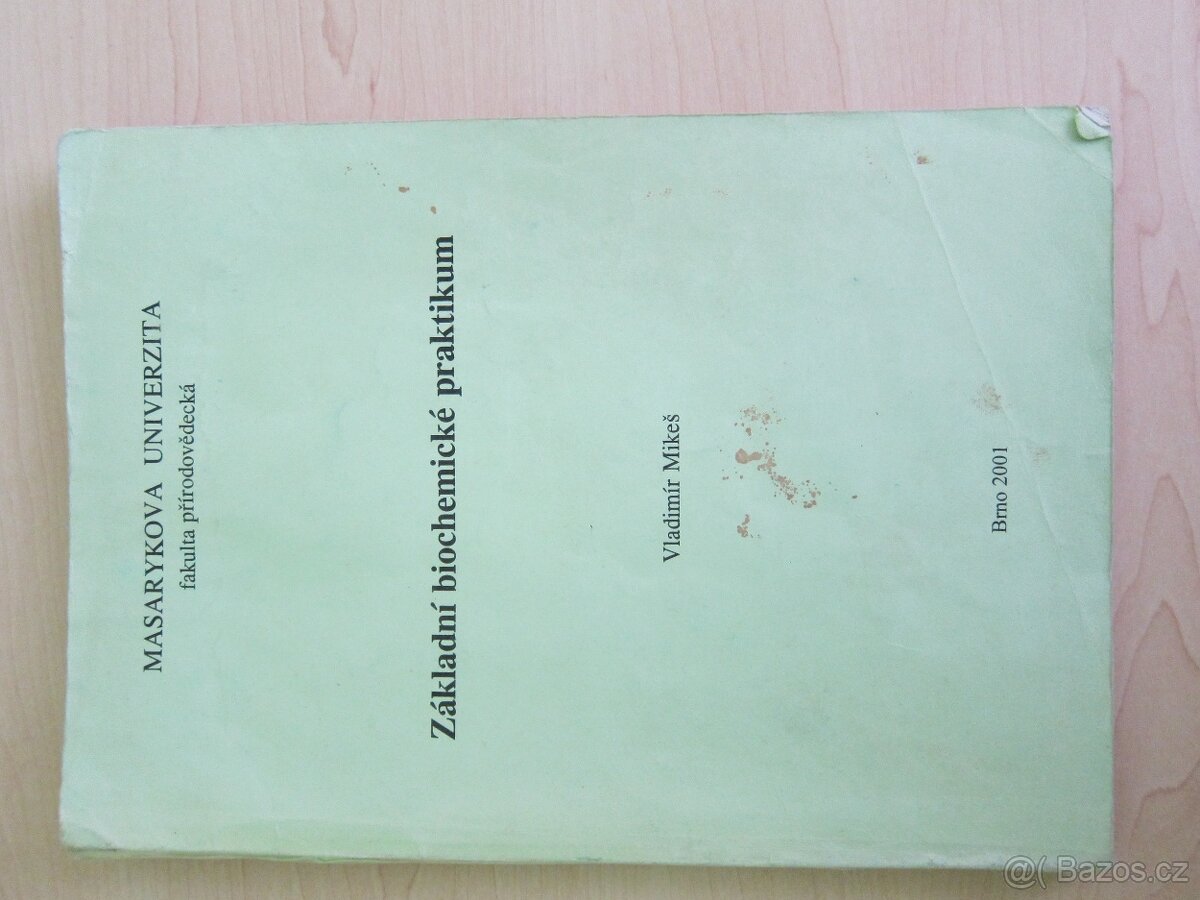 MASARYKOVA UNIVERZITA
fakulta přírodovědecká
Základní biochemické praktikum
Vladimír Mikeš
Brno 2001
@( Bazos.cz